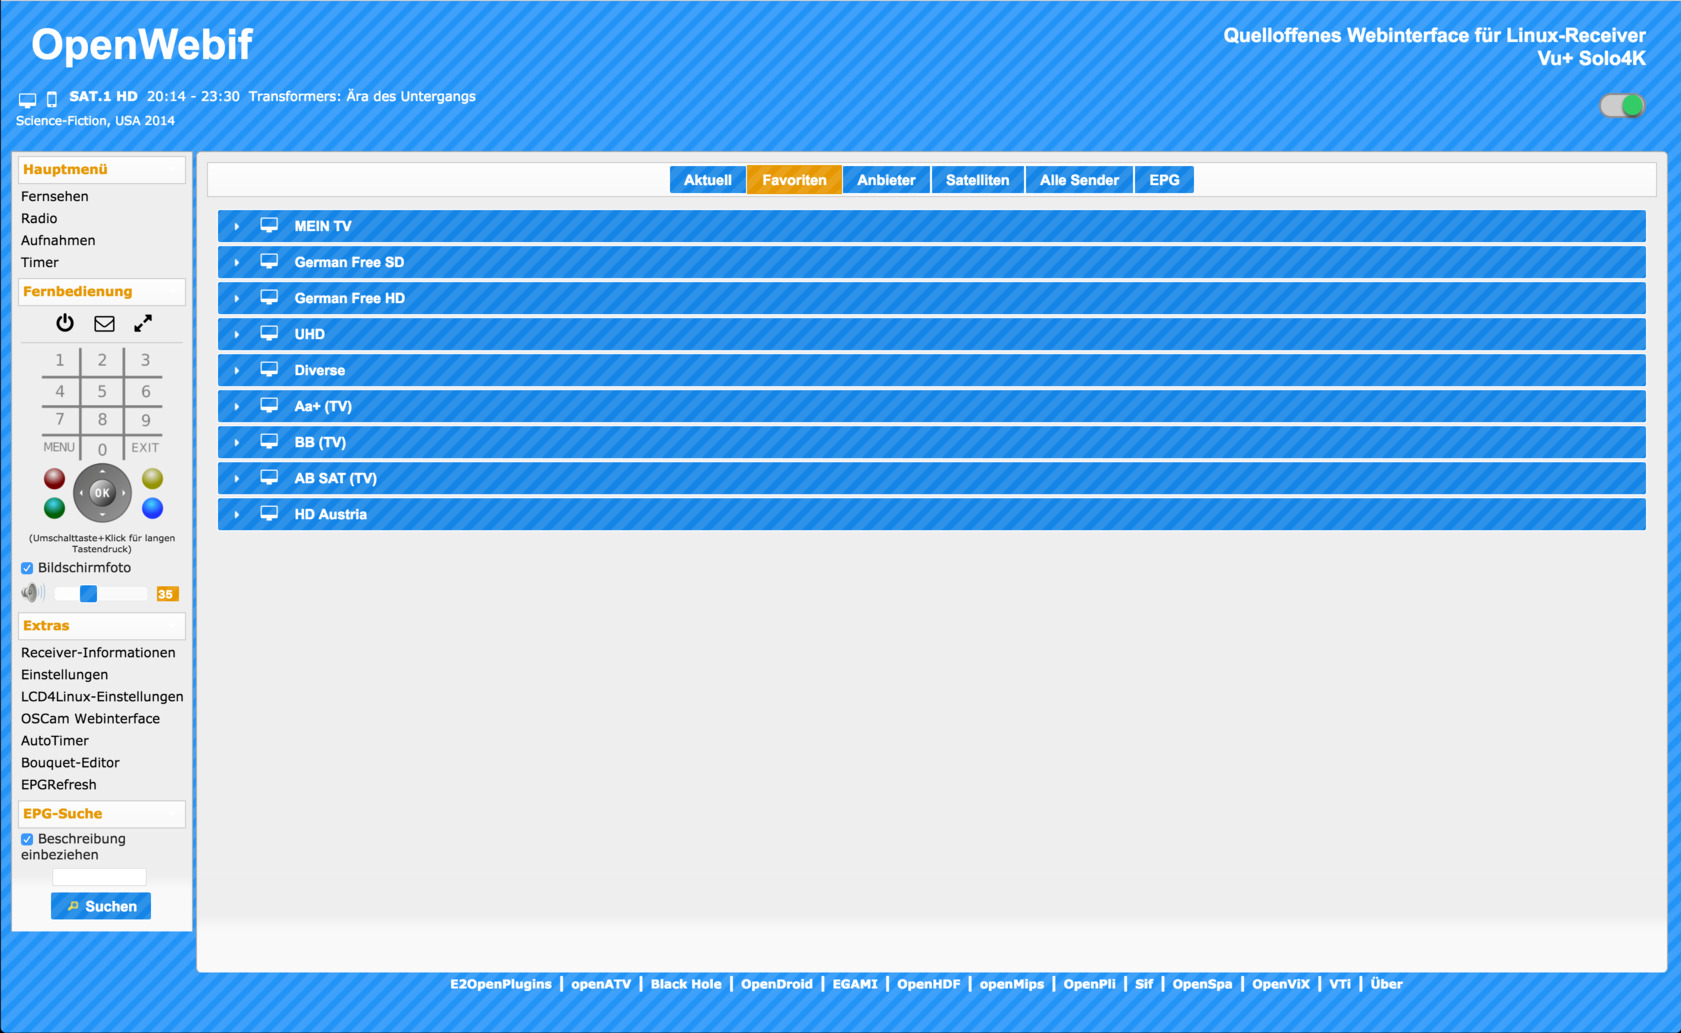 OpenWebif
Quelloffenes Webinterface für Linux-Receiver
Vu+ Solo4K
SAT.1 HD 20:14 - 23:30 Transformers: Ära des Untergangs
Science-Fiction, USA 2014
Hauptmenü
Fernsehen
Radio
Aufnahmen
Timer
Fernbedienung
1 2 3
4 5 6
7 8 9
MENU 0 EXIT
OK
(Umschalttaste+Klick für langen
Tastendruck)
Bildschirmfoto
35
Extras
Receiver-Informationen
Einstellungen
LCD4Linux-Einstellungen
OSCam Webinterface
AutoTimer
Bouquet-Editor
EPGRefresh
EPG-Suche
Beschreibung
einbeziehen
Suchen
Aktuell Favoriten Anbieter Satelliten Alle Sender EPG
MEIN TV
German Free SD
German Free HD
UHD
Diverse
Aa+ (TV)
BB (TV)
AB SAT (TV)
HD Austria
E2OpenPlugins | openATV | Black Hole | OpenDroid | EGAMI | OpenHDF | openMips | OpenPli | Sif | OpenSpa | OpenViX | VTi | Über